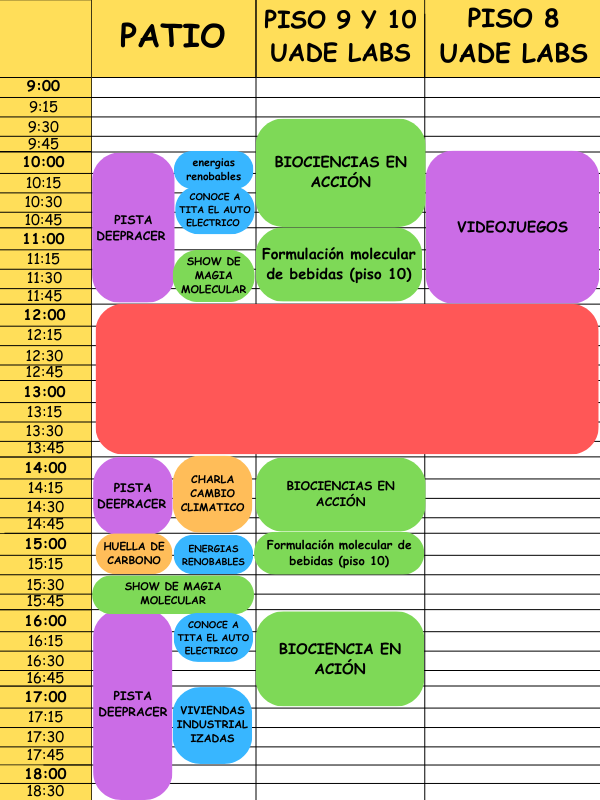 PATIO
PISO 9 Y 10
UADE LABS
PISO 8
UADE LABS
9:00
9:15
9:30
9:45
10:00
10:15
10:30
10:45
11:00
11:15
11:30
11:45
12:00
12:15
12:30
12:45
13:00
13:15
13:30
13:45
14:00
14:15
14:30
14:45
15:00
15:15
15:30
15:45
16:00
16:15
16:30
16:45
17:00
17:15
17:30
17:45
18:00
18:30
PISTA
DEEPRACER
energias
renobables
CONOCE A
TITA EL AUTO
ELECTRICO
SHOW DE
MAGIA
MOLECULAR
BIOCIENCIAS EN
ACCIÓN
Formulación molecular
de bebidas (piso 10)
VIDEOJUEGOS
PISTA
DEEPRACER
CHARLA
CAMBIO
CLIMATICO
BIOCIENCIAS EN
ACCIÓN
HUELLA DE
CARBONO
ENERGIAS
RENOBABLES
Formulación molecular de
bebidas (piso 10)
SHOW DE MAGIA
MOLECULAR
PISTA
DEEPRACER
CONOCE A
TITA EL AUTO
ELECTRICO
VIVIENDAS
INDUSTRIAL
IZADAS
BIOCIENCIA EN
ACIÓN